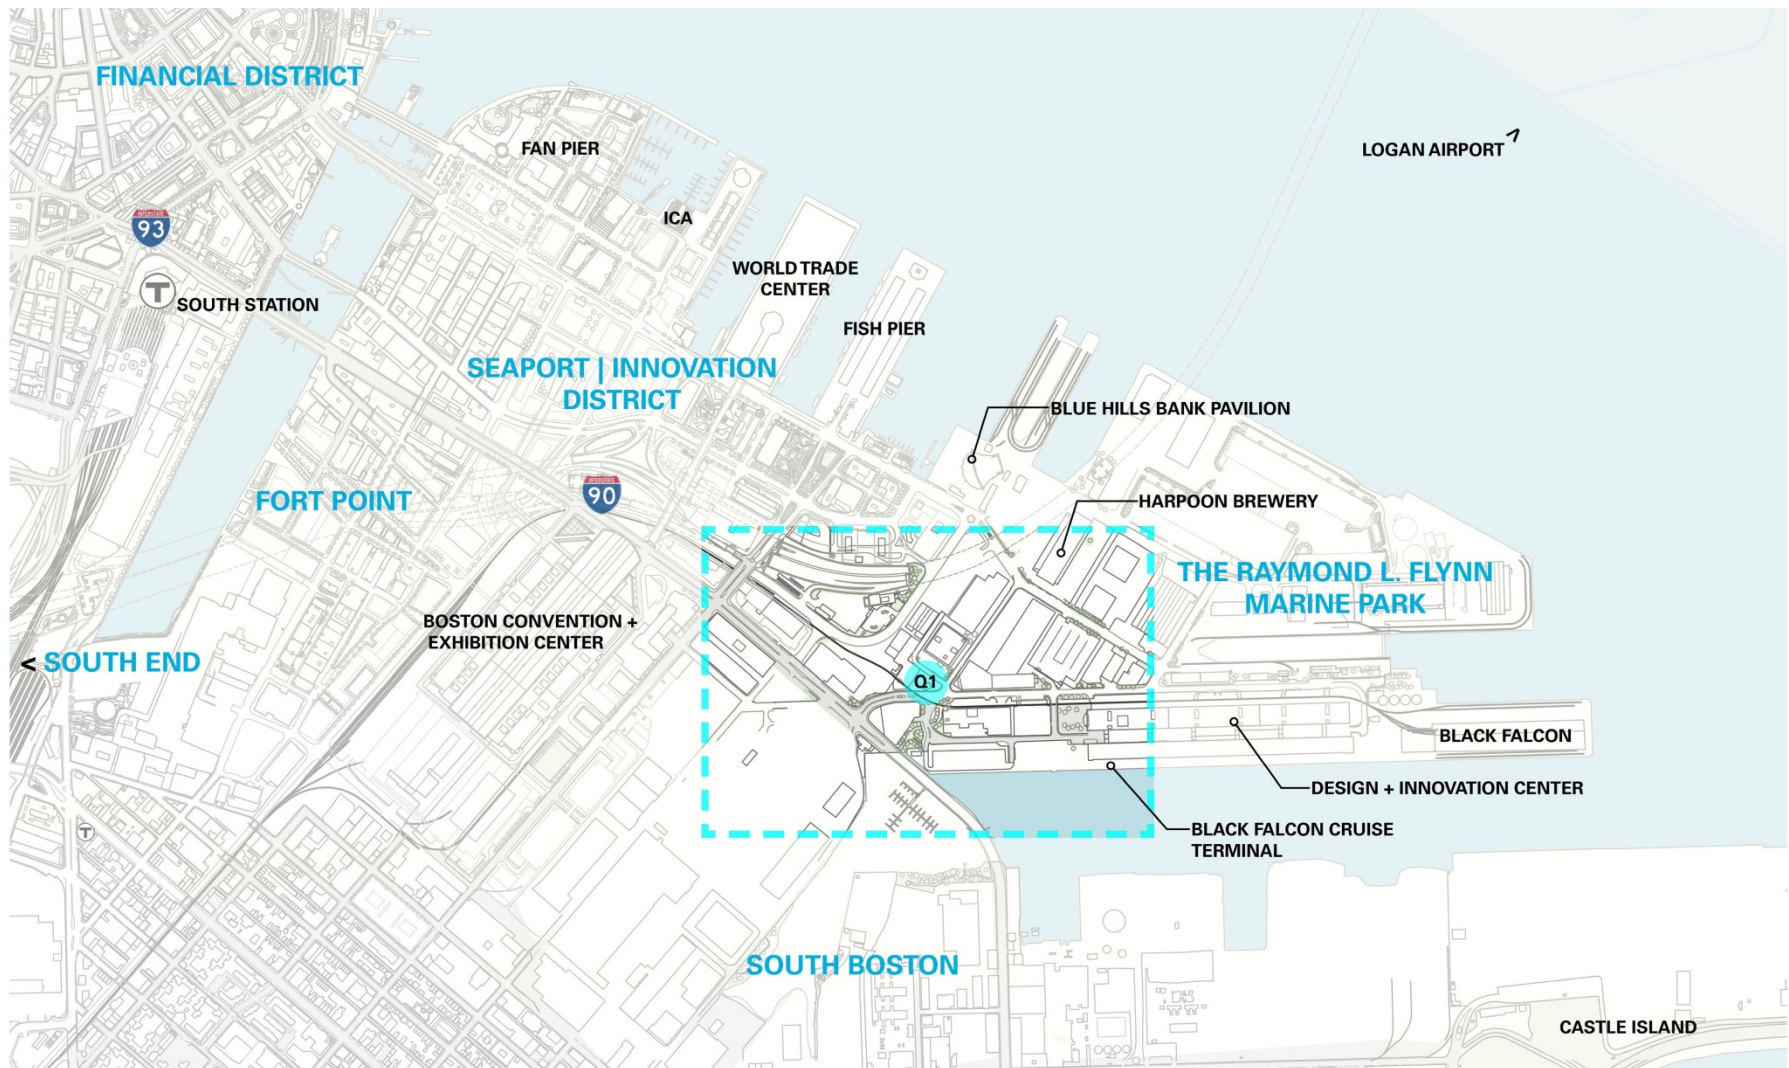 FINANCIAL DISTRICT
LOGAN AIRPORT >
FAN PIER
ICA
INTERSTATE
93
T
SOUTH STATION
WORLD TRADE
CENTER
FISH PIER
SEAPORT | INNOVATION
DISTRICT
BLUE HILLS BANK PAVILION
FORT POINT
INTERSTATE
90
HARPOON BREWERY
THE RAYMOND L. FLYNN
MARINE PARK
BOSTON CONVENTION +
EXHIBITION CENTER
< SOUTH END
Q1
BLACK FALCON
DESIGN + INNOVATION CENTER
BLACK FALCON CRUISE
TERMINAL
T
SOUTH BOSTON
CASTLE ISLAND